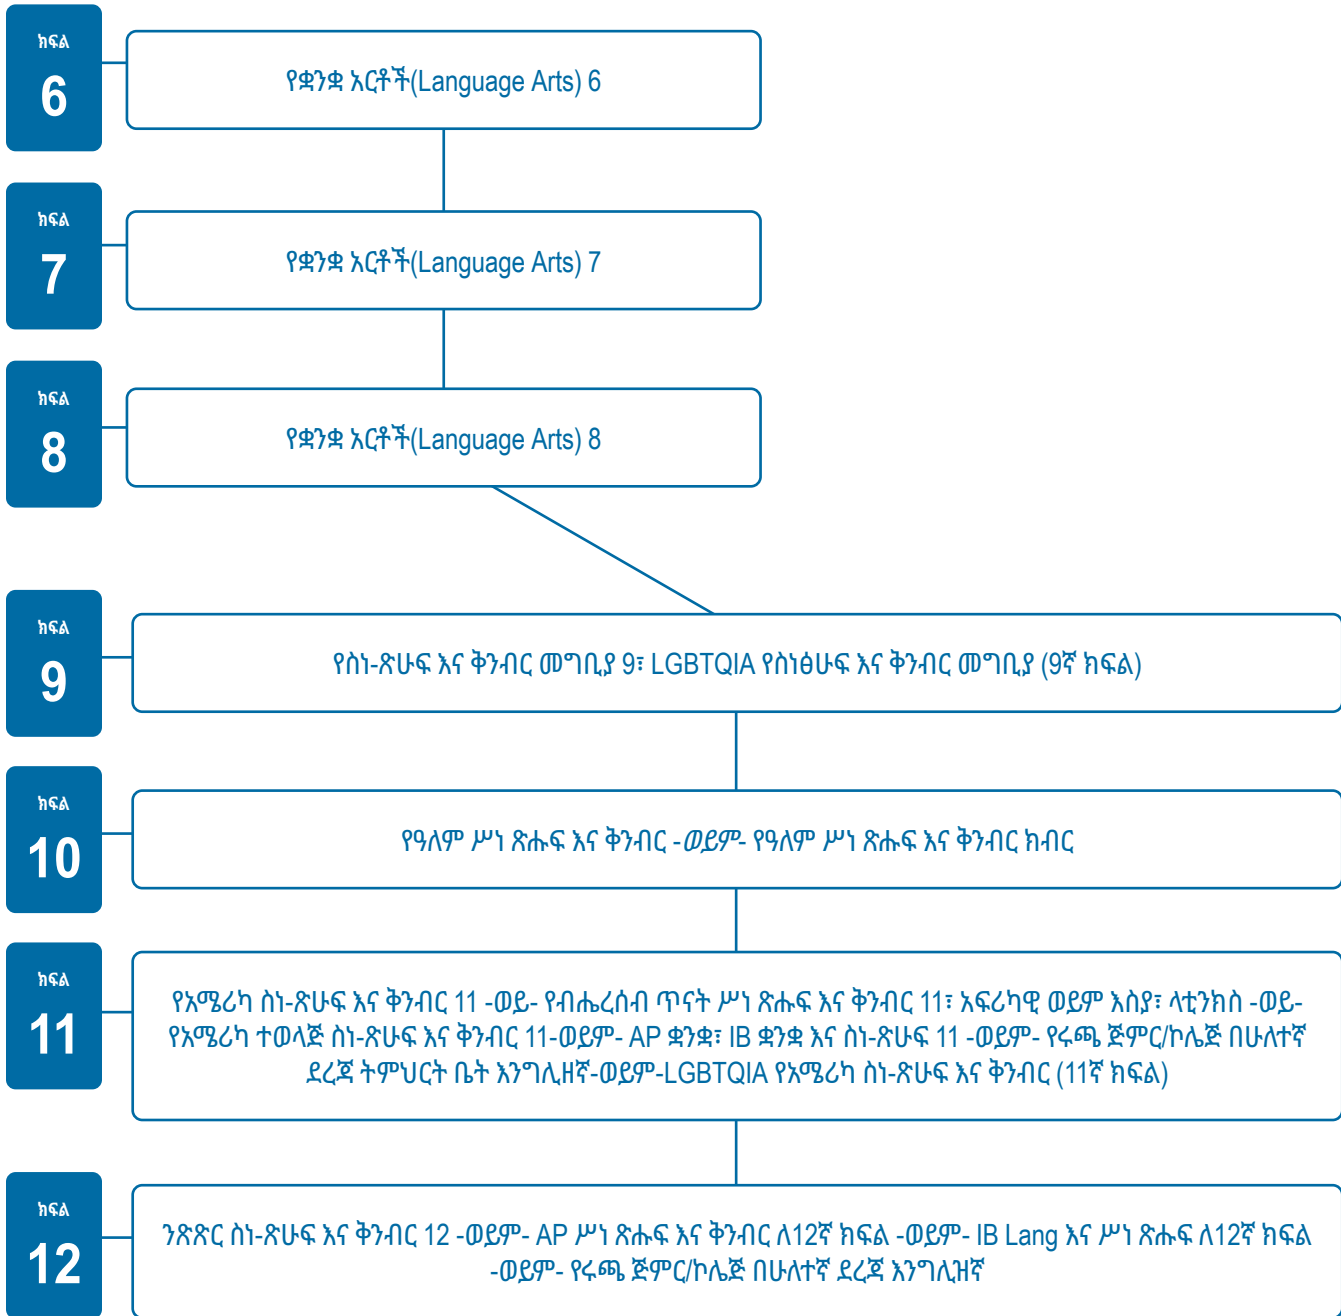 ክፍል
6
የቋንቋ አርቶች(Language Arts) 6
ክፍል
7
የቋንቋ አርቶች(Language Arts) 7
ክፍል
8
የቋንቋ አርቶች(Language Arts) 8
ክፍል
9
የስነ-ጽሁፍ እና ቅንብር መግቢያ 9፣ LGBTQIA የስነፅሁፍ እና ቅንብር መግቢያ (9ኛ ክፍል)
ክፍል
10
የዓለም ሥነ ጽሑፍ እና ቅንብር -ወይም- የዓለም ሥነ ጽሑፍ እና ቅንብር ክብር
ክፍል
11
የአሜሪካ ስነ-ጽሁፍ እና ቅንብር 11 -ወይ- የብሔረሰብ ጥናት ሥነ ጽሑፍ እና ቅንብር 11፣ አፍሪካዊ ወይም እስያ፣ ላቲንክስ -ወይ-
የአሜሪካ ተወላጅ ስነ-ጽሁፍ እና ቅንብር 11-ወይም- AP ቋንቋ፣ IB ቋንቋ እና ስነ-ጽሁፍ 11 -ወይም- የሩጫ ጅምር/ኮሌጅ በሁለተኛ
ደረጃ ትምህርት ቤት እንግሊዘኛ-ወይም-LGBTQIA የአሜሪካ ስነ-ጽሁፍ እና ቅንብር (11ኛ ክፍል)
ክፍል
12
ንጽጽር ስነ-ጽሁፍ እና ቅንብር 12 -ወይም- AP ሥነ ጽሑፍ እና ቅንብር ለ12ኛ ክፍል -ወይም- IB Lang እና ሥነ ጽሑፍ ለ12ኛ ክፍል
-ወይም- የሩጫ ጅምር/ኮሌጅ በሁለተኛ ደረጃ እንግሊዝኛ